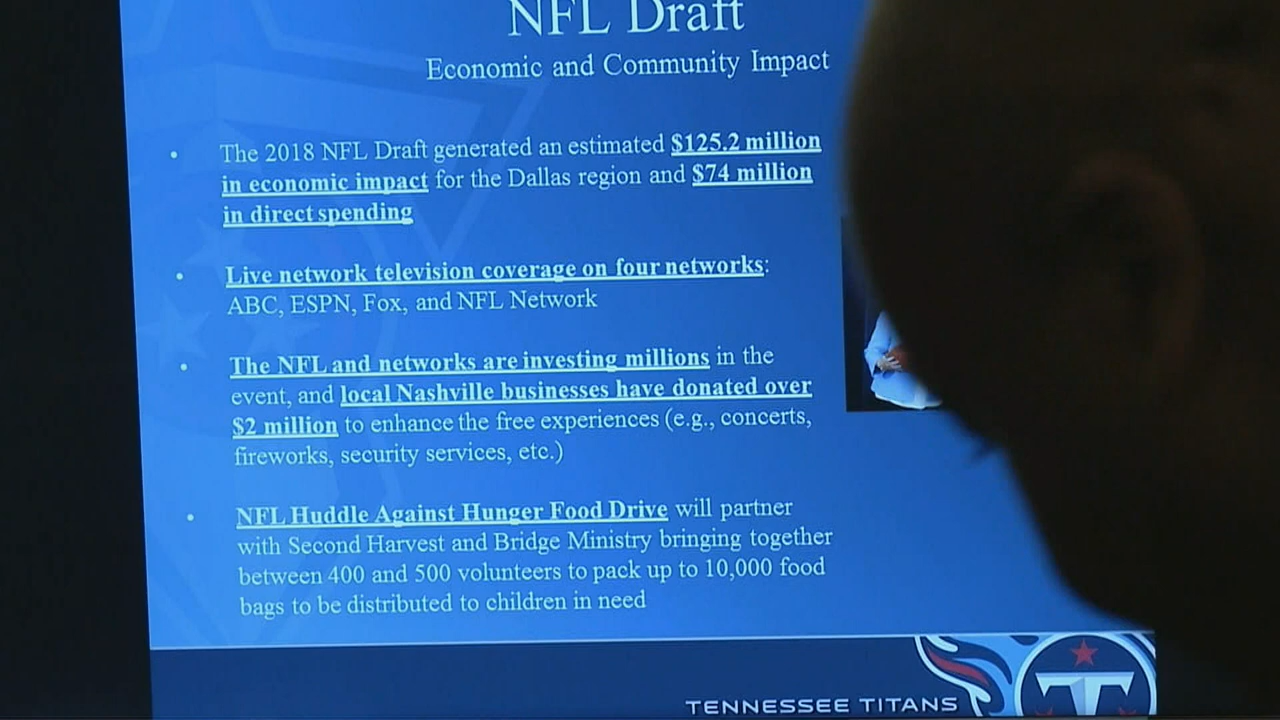 NFL Draft
Economic and Community Impact
• The 2018 NFL Draft generated an estimated $125.2 million
in economic impact for the Dallas region and $74 million
in direct spending
• Live network television coverage on four networks:
ABC, ESPN, Fox, and NFL Network
• The NFL and networks are investing millions in the
event, and local Nashville businesses have donated over
$2 million to enhance the free experiences (e.g., concerts,
fireworks, security services, etc.)
• NFL Huddle Against Hunger Food Drive will partner
with Second Harvest and Bridge Ministry bringing together
between 400 and 500 volunteers to pack up to 10,000 food
bags to be distributed to children in need
TENNESSEE TITANS
T